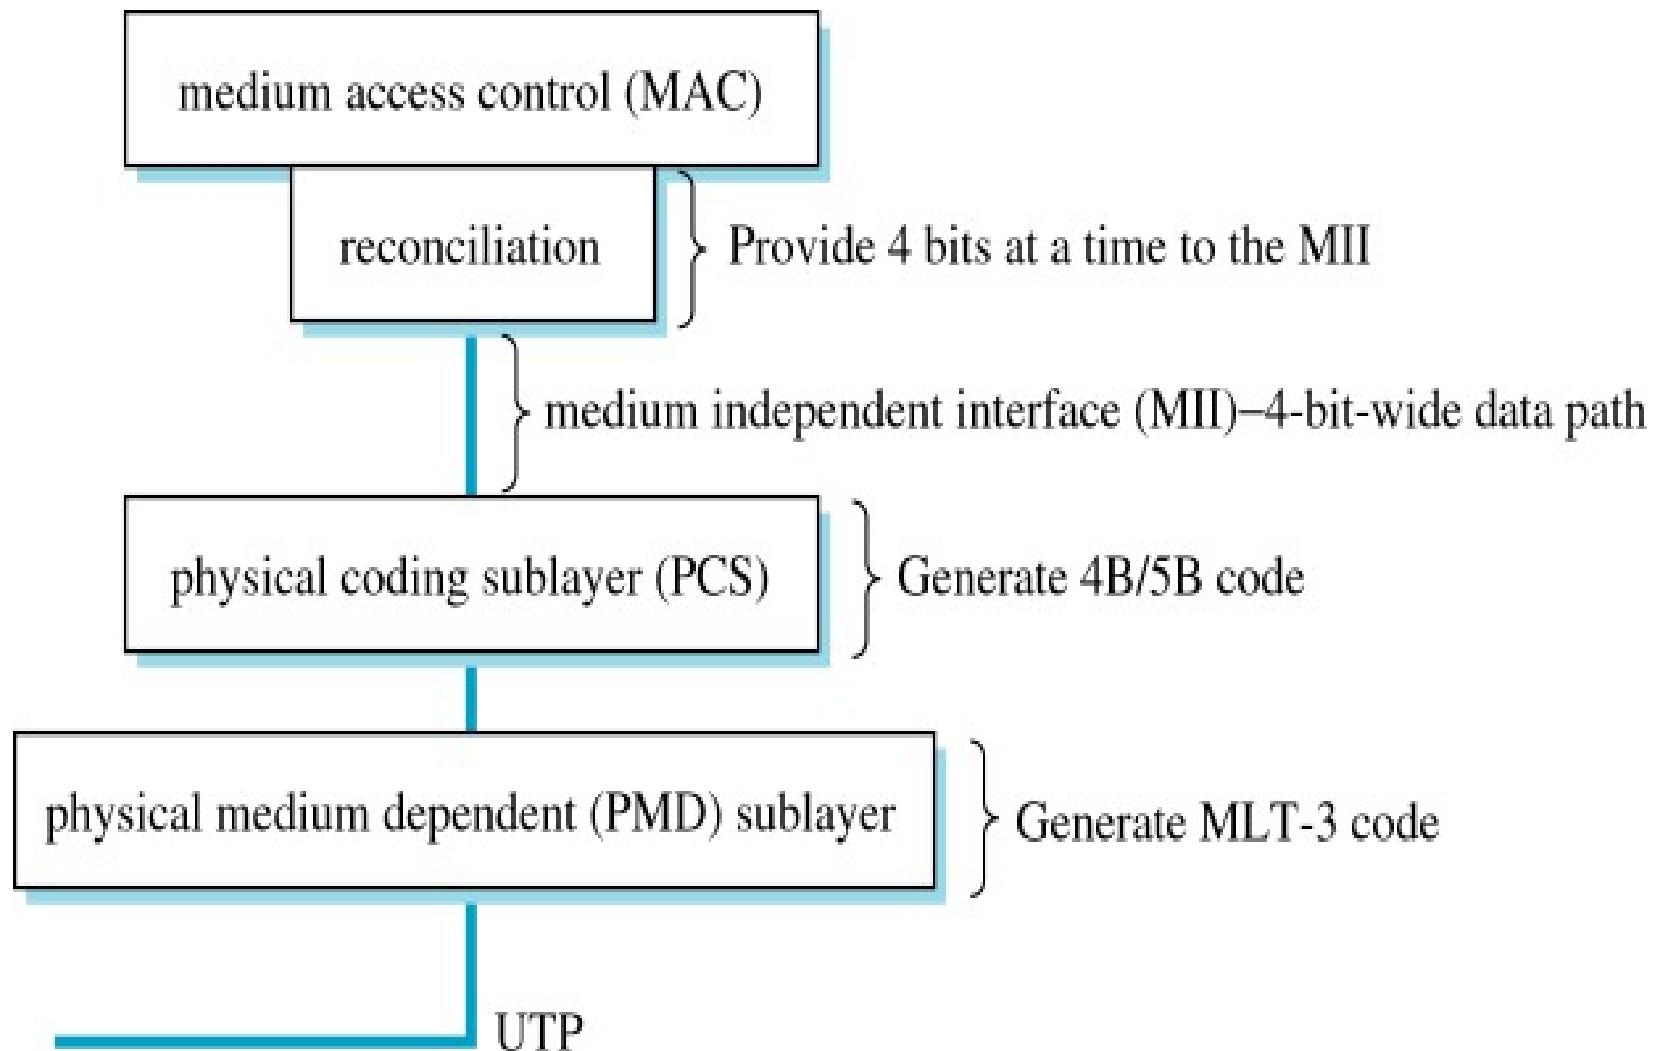 medium access control (MAC)
reconciliation
Provide 4 bits at a time to the MII
medium independent interface (MII)–4-bit-wide data path
physical coding sublayer (PCS)
Generate 4B/5B code
physical medium dependent (PMD) sublayer
Generate MLT-3 code
UTP